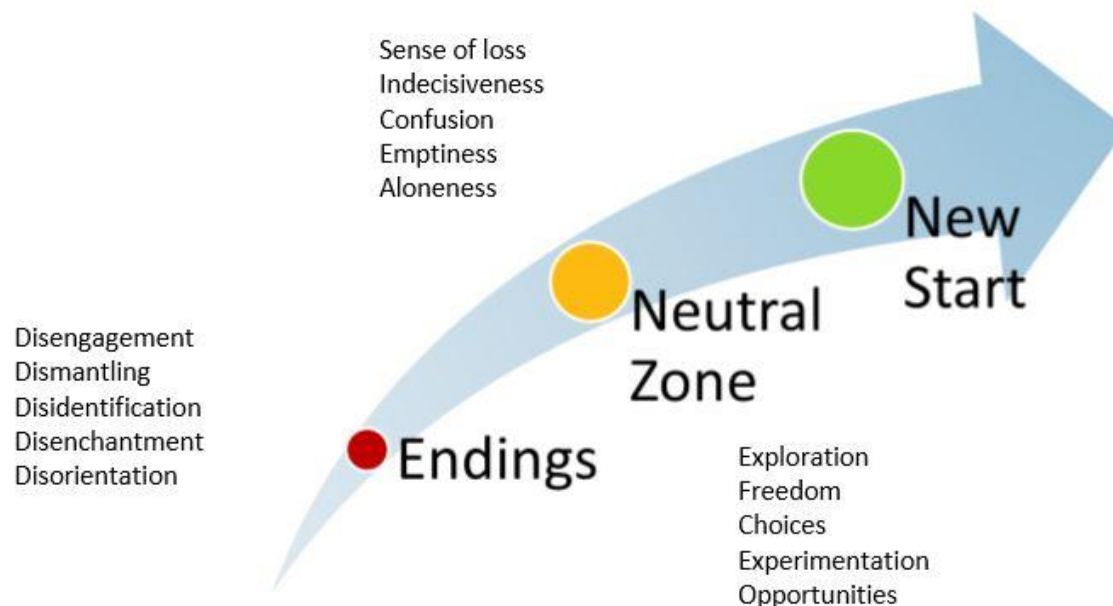 Sense of loss
Indecisiveness
Confusion
Emptiness
Aloneness
New
Start
Neutral
Zone
Disengagement
Dismantling
Disidentification
Disenchantment
Disorientation
Endings
Exploration
Freedom
Choices
Experimentation
Opportunities